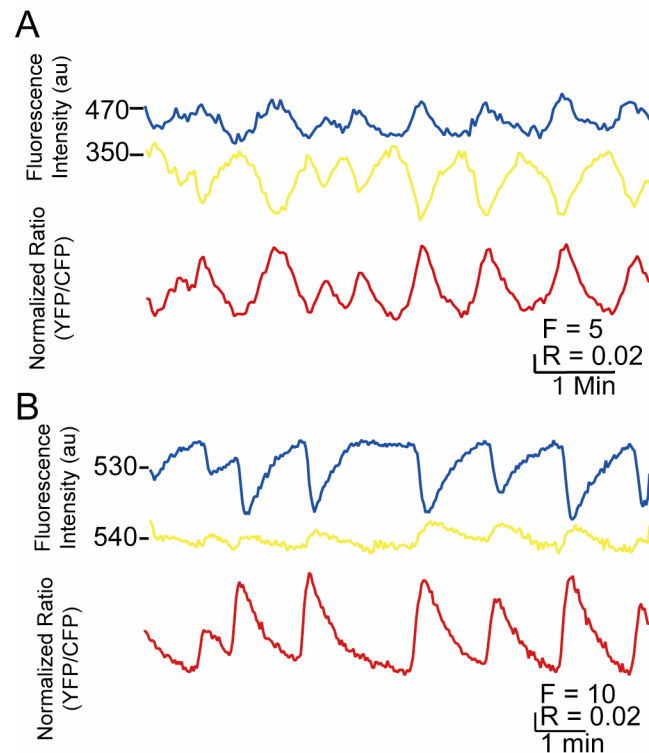 A
Fluorescence
Intensity (au)
470
350
Normalized Ratio
(YFP/CFP)
F = 5
R = 0.02
1 Min
B
Fluorescence
Intensity (au)
530
540
Normalized Ratio
(YFP/CFP)
F = 10
R = 0.02
1 min